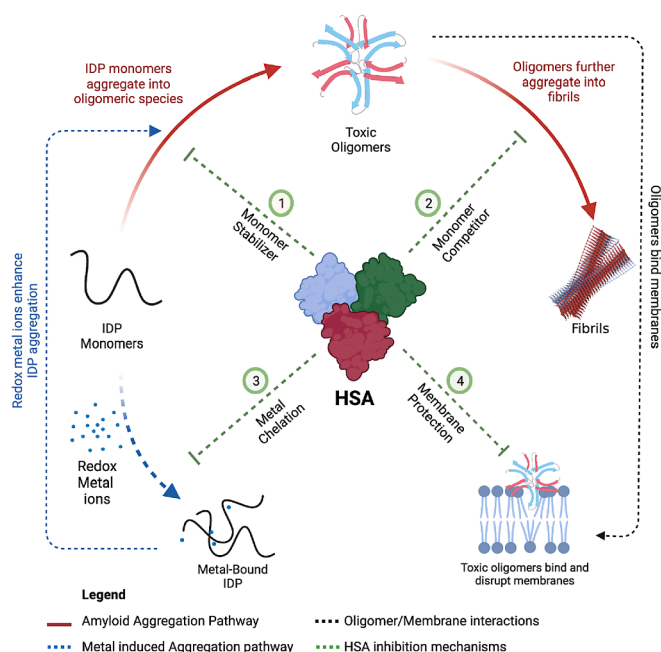 IDP monomers
aggregate into
oligomeric species
Toxic
Oligomers
Oligomers further
aggregate into
fibrils
1
Monomer
Stabilizer
2
Monomer
Competitor
Redox metal ions enhance
IDP aggregation
Oligomers bind
membranes
IDP
Monomers
Fibrils
HSA
3
Metal
Chelation
4
Membrane
Protection
Redox
Metal
ions
Metal-Bound
IDP
Toxic oligomers bind and
disrupt membranes
Legend
Amyloid Aggregation Pathway
Oligomer/Membrane interactions
Metal induced Aggregation pathway
HSA inhibition mechanisms